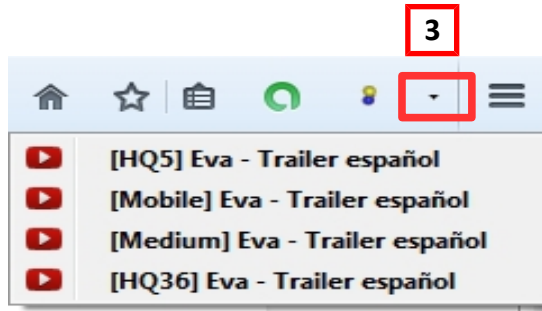 3
[HQ5] Eva - Trailer español
[Mobile] Eva - Trailer español
[Medium] Eva - Trailer español
[HQ36] Eva - Trailer español